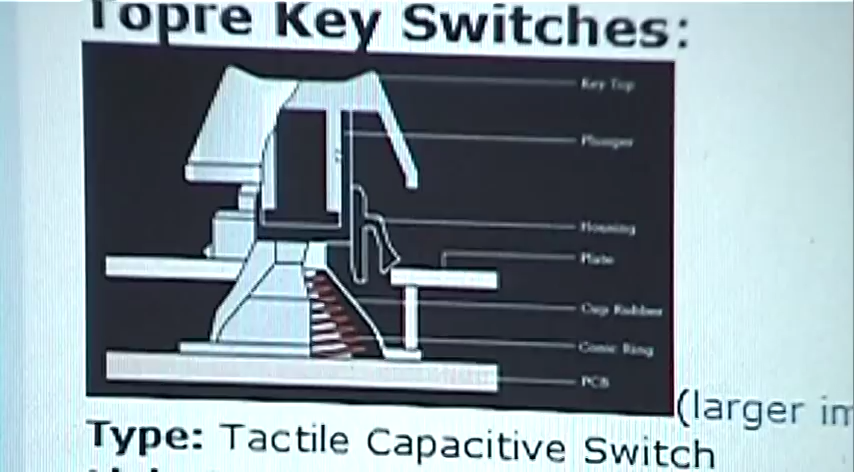 Topre Key Switches:
Key Top
Plunger
Housing
Plate
Cup Rubber
Conic Ring
PCB
(larger im
Type: Tactile Capacitive Switch